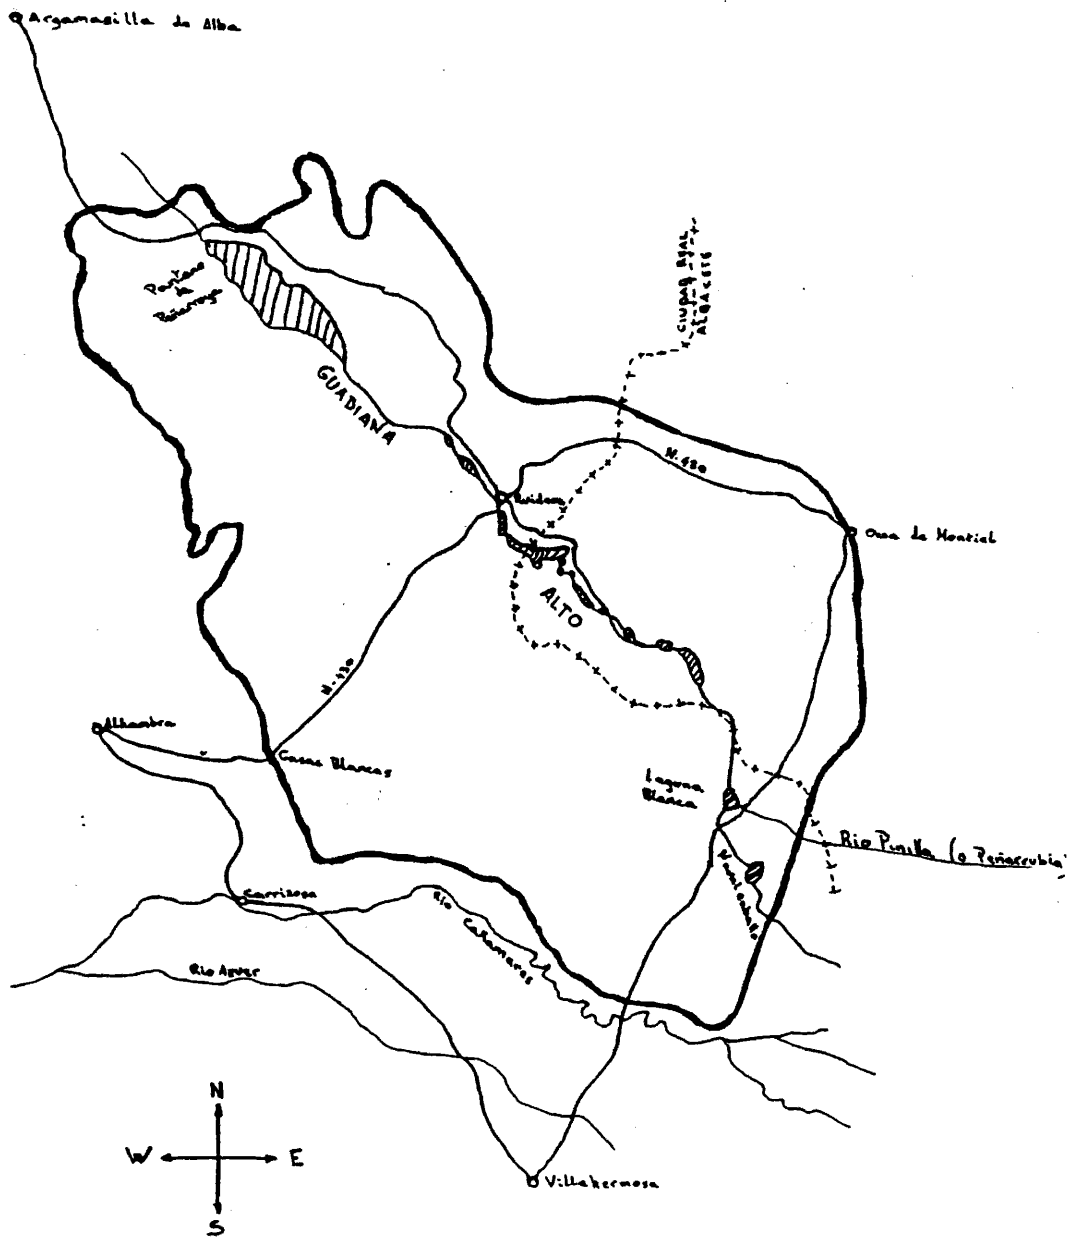 Argamasilla de Alba
CIUDAD REAL
ALBACETE
Pantano
de
Peñarroya
GUADIANA
N-430
Ruidera
Ossa de Montiel
ALTO
N-430
Alhambra
Casas Blancas
Laguna
Blanca
Río Pinilla (o Peñarrubia)
Carrizosa
Río Cañamares
Río Azuer
N
W
E
S
Villahermosa